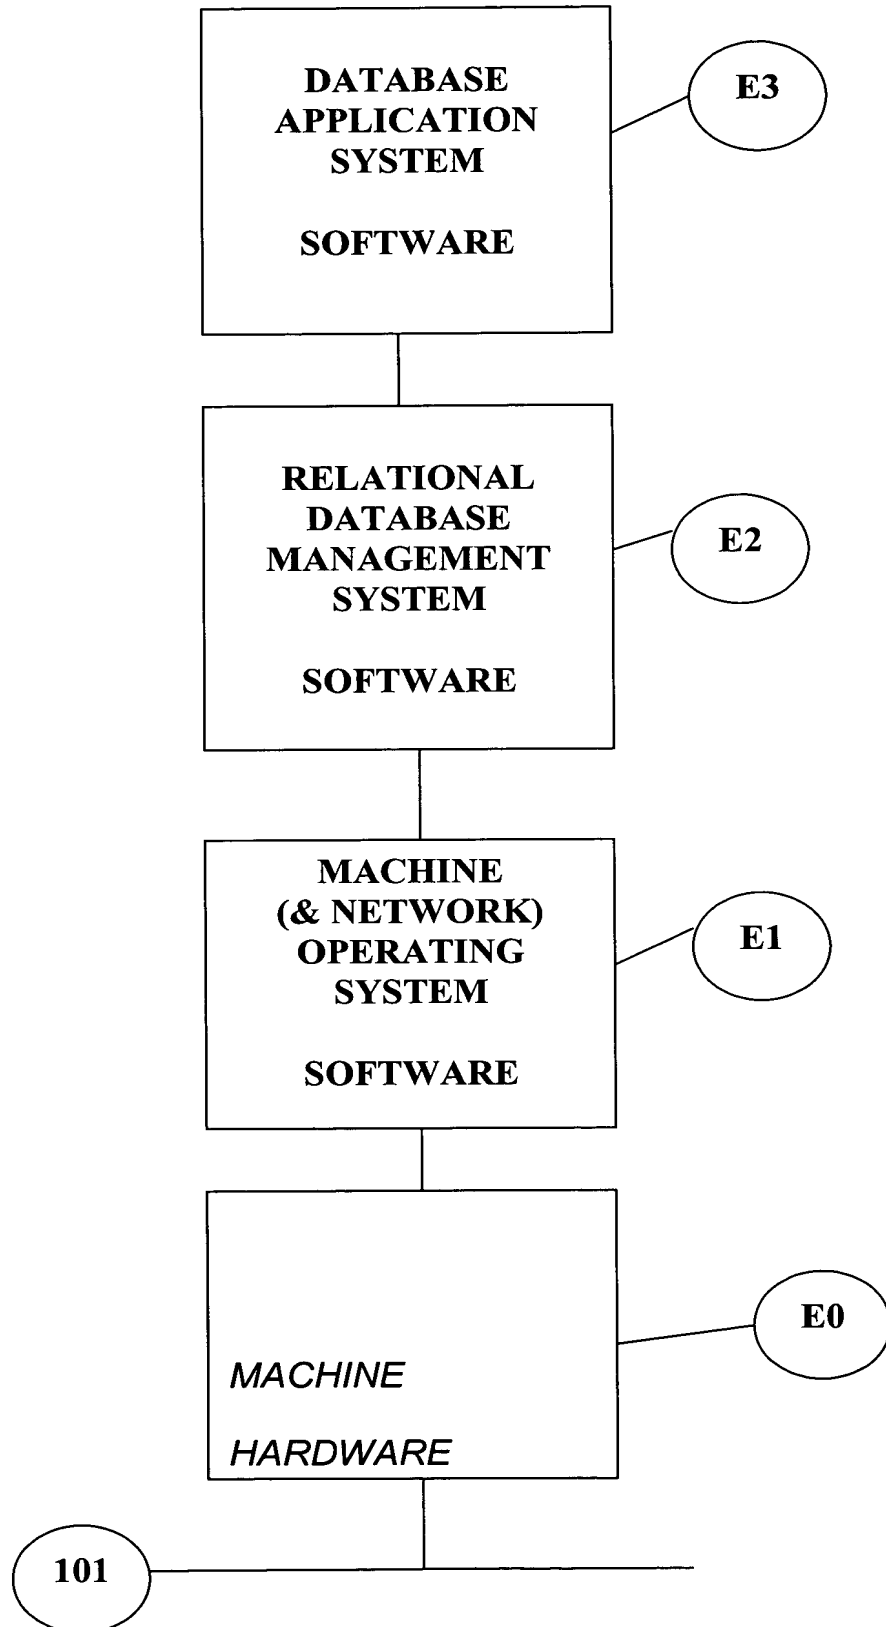 DATABASE
APPLICATION
SYSTEM
SOFTWARE
E3
RELATIONAL
DATABASE
MANAGEMENT
SYSTEM
SOFTWARE
E2
MACHINE
(& NETWORK)
OPERATING
SYSTEM
SOFTWARE
E1
MACHINE
HARDWARE
E0
101